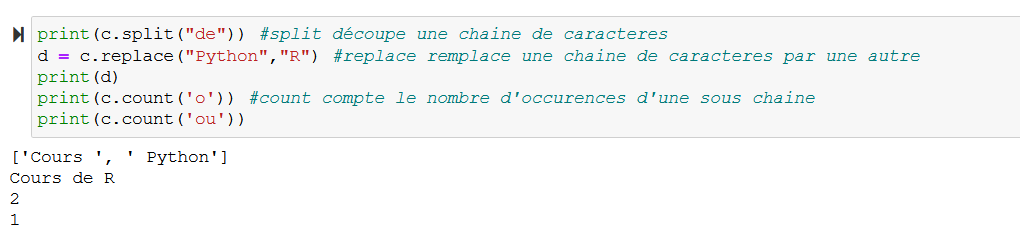 print(c.split("de")) #split découpe une chaine de caracteres
d = c.replace("Python","R") #replace remplace une chaine de caracteres par une autre
print(d)
print(c.count('o')) #count compte le nombre d'occurences d'une sous chaine
print(c.count('ou'))
['Cours ', ' Python']
Cours de R
2
1